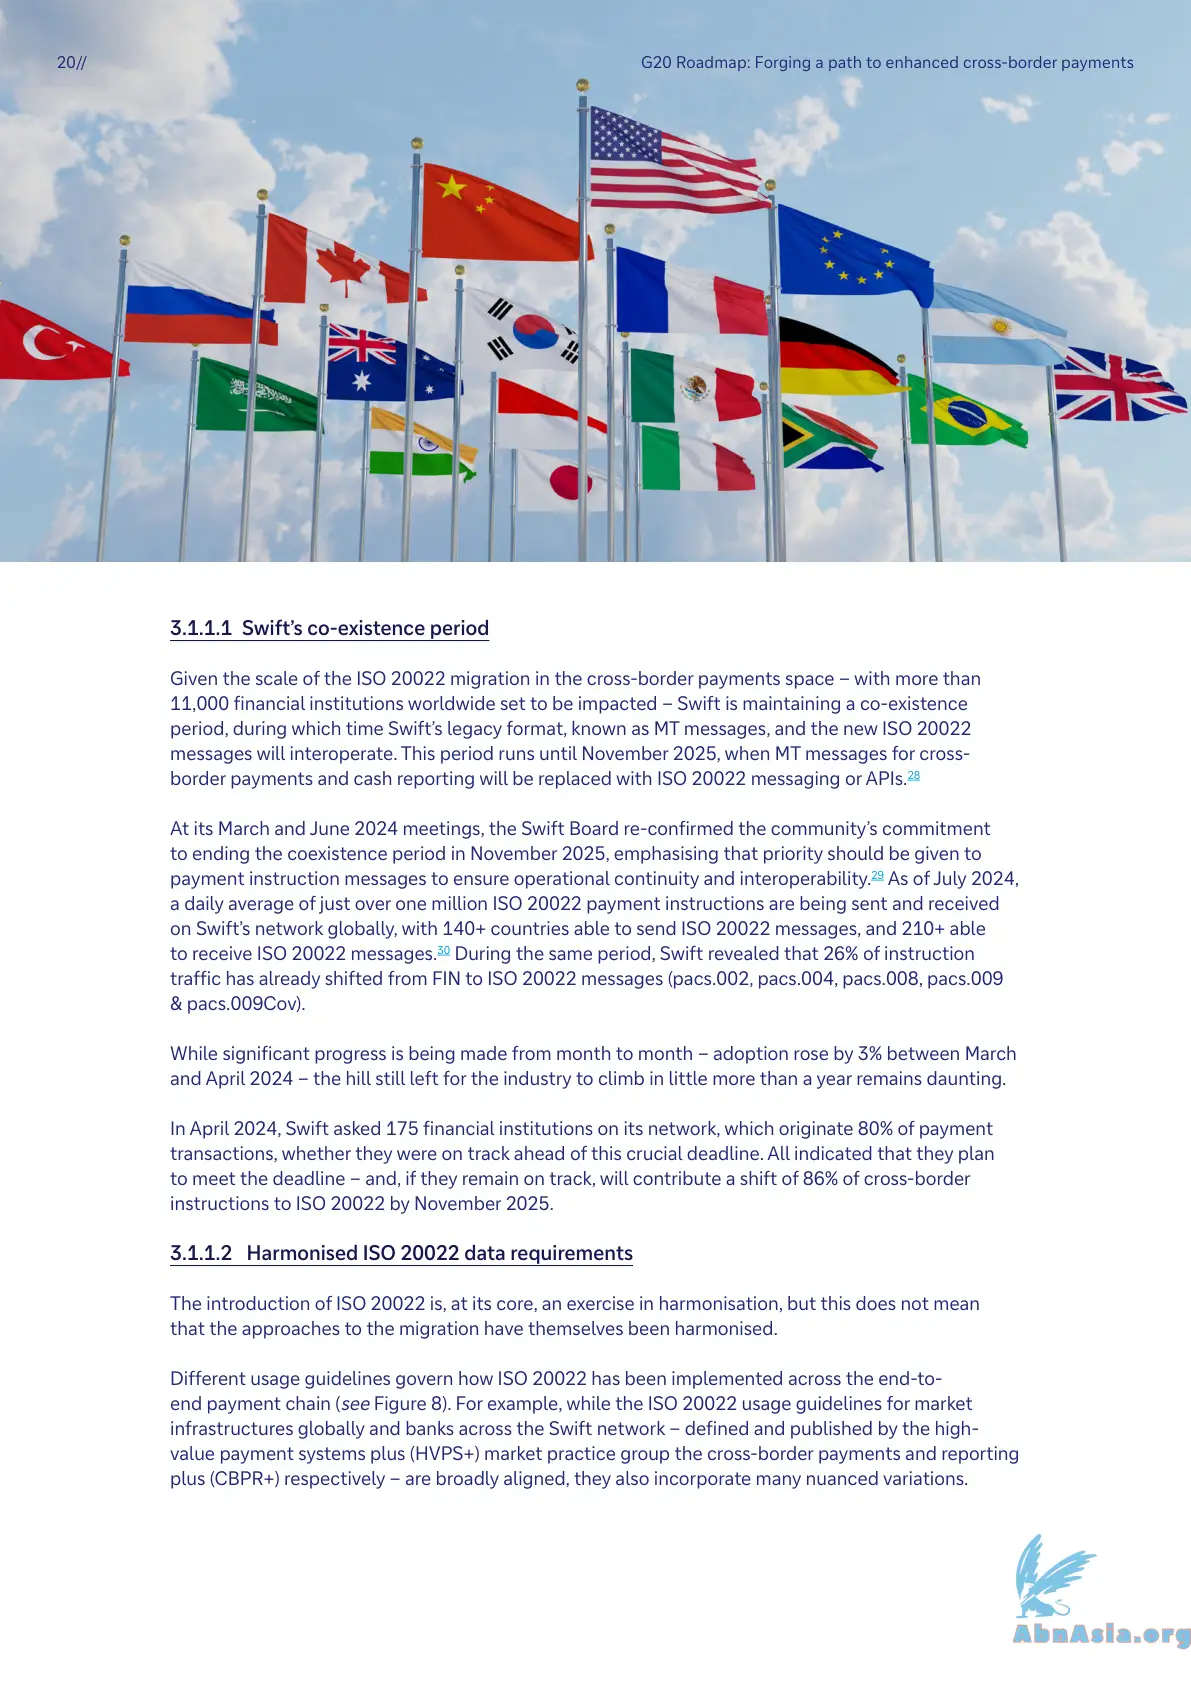 20//
G20 Roadmap: Forging a path to enhanced cross-border payments
3.1.1.1 Swift’s co-existence period
Given the scale of the ISO 20022 migration in the cross-border payments space – with more than
11,000 financial institutions worldwide set to be impacted – Swift is maintaining a co-existence
period, during which time Swift’s legacy format, known as MT messages, and the new ISO 20022
messages will interoperate. This period runs until November 2025, when MT messages for cross-
border payments and cash reporting will be replaced with ISO 20022 messaging or APIs.28
At its March and June 2024 meetings, the Swift Board re-confirmed the community’s commitment
to ending the coexistence period in November 2025, emphasising that priority should be given to
payment instruction messages to ensure operational continuity and interoperability.29 As of July 2024,
a daily average of just over one million ISO 20022 payment instructions are being sent and received
on Swift’s network globally, with 140+ countries able to send ISO 20022 messages, and 210+ able
to receive ISO 20022 messages.30 During the same period, Swift revealed that 26% of instruction
traffic has already shifted from FIN to ISO 20022 messages (pacs.002, pacs.004, pacs.008, pacs.009
& pacs.009Cov).
While significant progress is being made from month to month – adoption rose by 3% between March
and April 2024 – the hill still left for the industry to climb in little more than a year remains daunting.
In April 2024, Swift asked 175 financial institutions on its network, which originate 80% of payment
transactions, whether they were on track ahead of this crucial deadline. All indicated that they plan
to meet the deadline – and, if they remain on track, will contribute a shift of 86% of cross-border
instructions to ISO 20022 by November 2025.
3.1.1.2 Harmonised ISO 20022 data requirements
The introduction of ISO 20022 is, at its core, an exercise in harmonisation, but this does not mean
that the approaches to the migration have themselves been harmonised.
Different usage guidelines govern how ISO 20022 has been implemented across the end-to-
end payment chain (see Figure 8). For example, while the ISO 20022 usage guidelines for market
infrastructures globally and banks across the Swift network – defined and published by the high-
value payment systems plus (HVPS+) market practice group the cross-border payments and reporting
plus (CBPR+) respectively – are broadly aligned, they also incorporate many nuanced variations.
AbnAsia.org